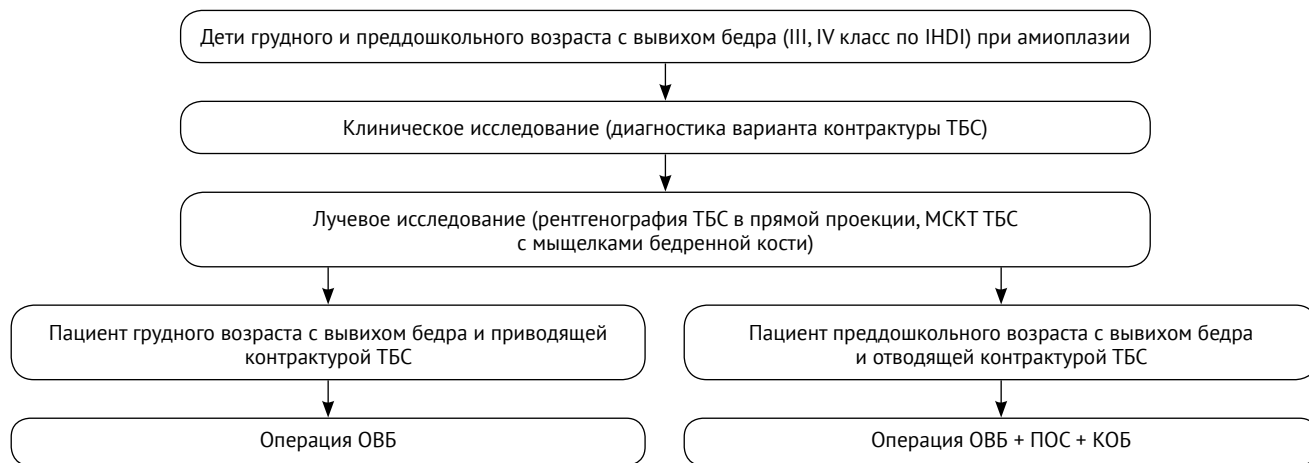 Дети грудного и преддошкольного возраста с вывихом бедра (III, IV класс по IHDI) при амиоплазии
Клиническое исследование (диагностика варианта контрактуры ТБС)
Лучевое исследование (рентгенография ТБС в прямой проекции, МСКТ ТБС
с мыщелками бедренной кости)
Пациент грудного возраста с вывихом бедра и приводящей
контрактурой ТБС
Пациент преддошкольного возраста с вывихом бедра
и отводящей контрактурой ТБС
Операция ОВБ
Операция ОВБ + ПОС + КОБ